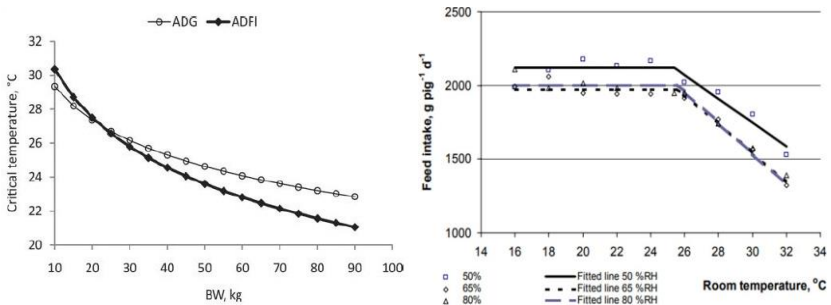 ADG ADFI
32
30
28
26
24
22
20
Critical temperature, °C
10 20 30 40 50 60 70 80 90 100
BW, kg
2500
2000
1500
1000
Feed intake, g pig⁻¹ d⁻¹
14 16 18 20 22 24 26 28 30 32 34
Room temperature, °C
50% Fitted line 50 %RH
65% Fitted line 65 %RH
80% Fitted line 80 %RH